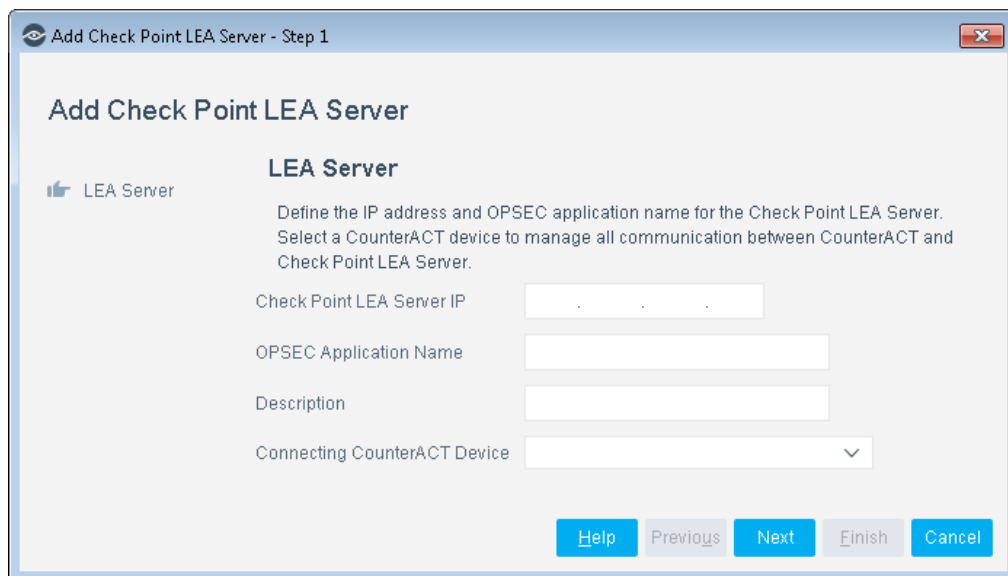 Add Check Point LEA Server - Step 1
Add Check Point LEA Server
LEA Server
LEA Server
Define the IP address and OPSEC application name for the Check Point LEA Server.
Select a CounterACT device to manage all communication between CounterACT and
Check Point LEA Server.
Check Point LEA Server IP . . .
OPSEC Application Name
Description
Connecting CounterACT Device
Help Previous Next Finish Cancel